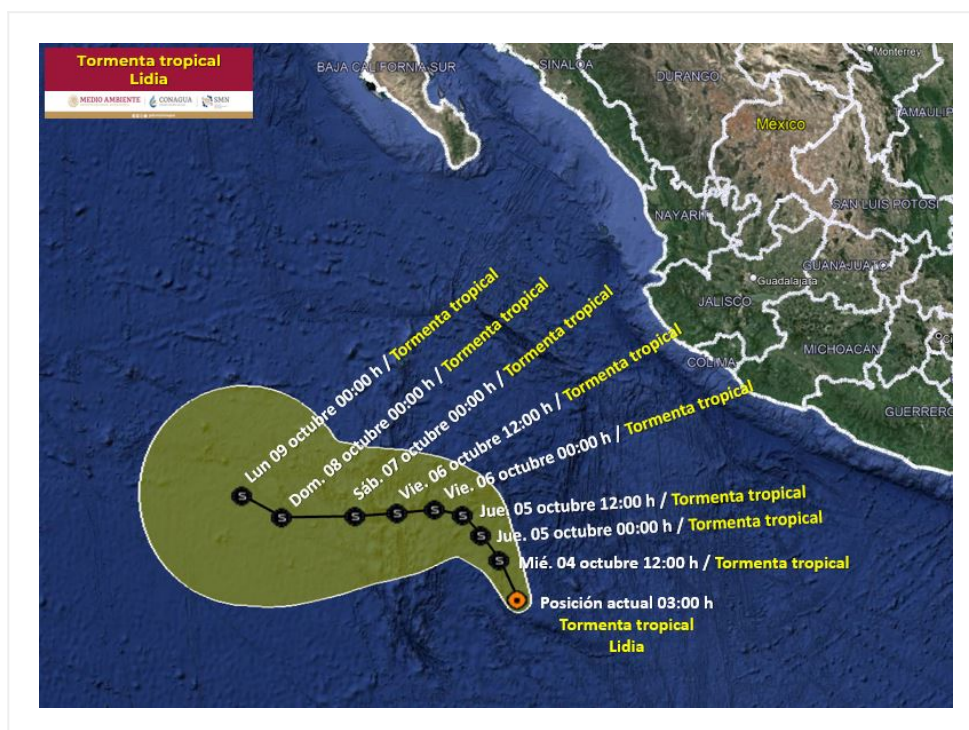 Tormenta tropical
Lidia
MEDIO AMBIENTE
CONAGUA
SMN
BAJA CALIFORNIA SUR
SINALOA
DURANGO
Monterrey
TAMAULIP
México
SAN LUIS POTOSI
NAYARIT
GUANAJUATO
Guadalajara
JALISCO
MICHOACAN
COLIMA
GUERRERO
Lun 09 octubre 00:00 h / Tormenta tropical
Dom. 08 octubre 00:00 h / Tormenta tropical
Sáb. 07 octubre 00:00 h / Tormenta tropical
Vie. 06 octubre 12:00 h / Tormenta tropical
Vie. 06 octubre 00:00 h / Tormenta tropical
Jue. 05 octubre 12:00 h / Tormenta tropical
Jue. 05 octubre 00:00 h / Tormenta tropical
Mié. 04 octubre 12:00 h / Tormenta tropical
Posición actual 03:00 h
Tormenta tropical
Lidia
S
S
S
S
S
S
S
S